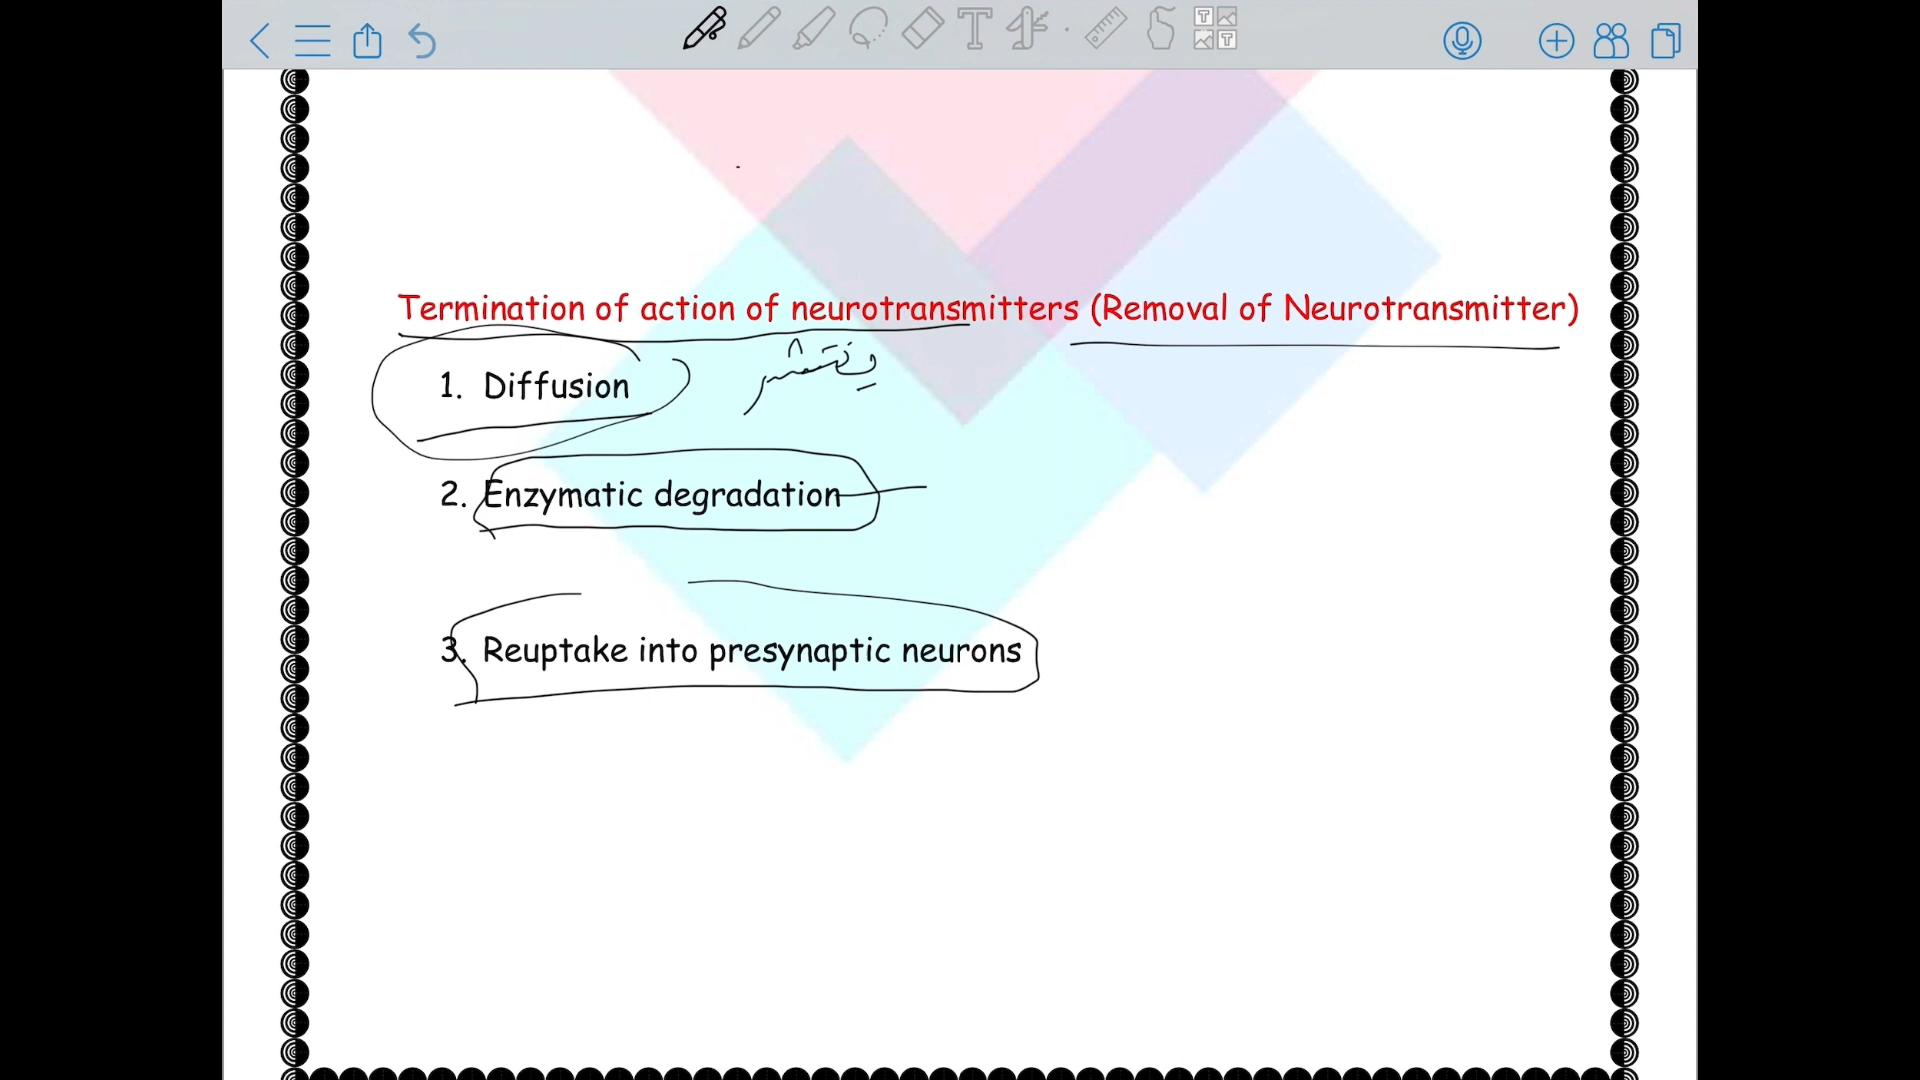 Termination of action of neurotransmitters (Removal of Neurotransmitter)
1. Diffusion
ينتشر
2. Enzymatic degradation
3. Reuptake into presynaptic neurons